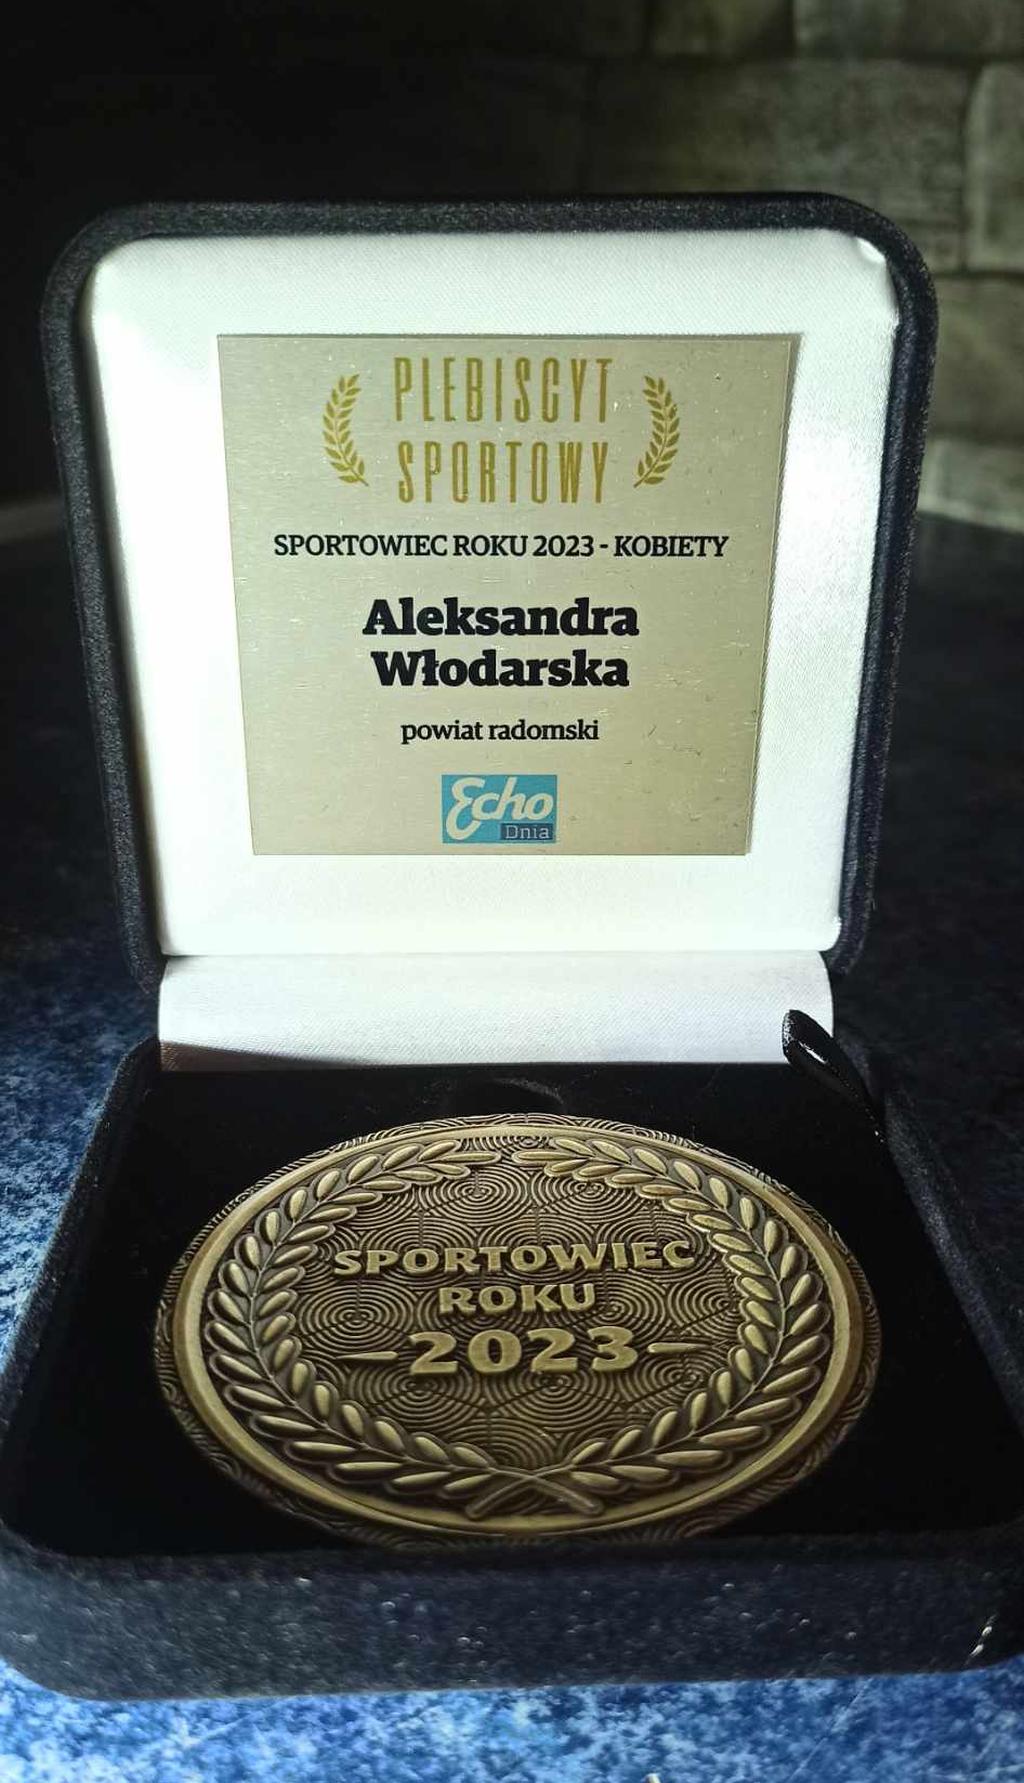 PLEBISCYT
SPORTOWY
SPORTOWIEC ROKU 2023 - KOBIETY
Aleksandra
Włodarska
powiat radomski
Echo
Dnia
SPORTOWIEC
ROKU
2023